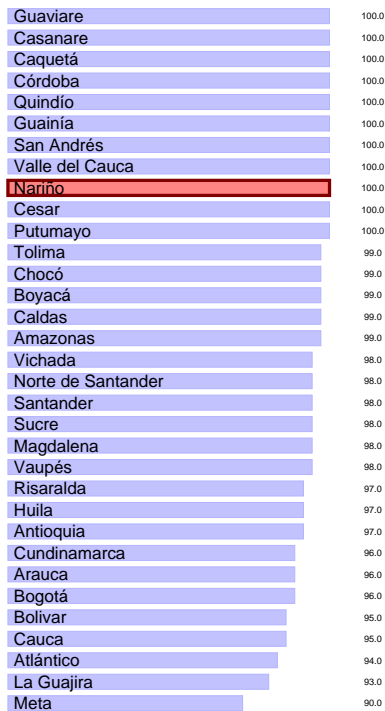 Guaviare 100.0
Casanare 100.0
Caquetá 100.0
Córdoba 100.0
Quindío 100.0
Guainía 100.0
San Andrés 100.0
Valle del Cauca 100.0
Nariño 100.0
Cesar 100.0
Putumayo 100.0
Tolima 99.0
Chocó 99.0
Boyacá 99.0
Caldas 99.0
Amazonas 99.0
Vichada 98.0
Norte de Santander 98.0
Santander 98.0
Sucre 98.0
Magdalena 98.0
Vaupés 98.0
Risaralda 97.0
Huila 97.0
Antioquia 97.0
Cundinamarca 96.0
Arauca 96.0
Bogotá 96.0
Bolivar 95.0
Cauca 95.0
Atlántico 94.0
La Guajira 93.0
Meta 90.0